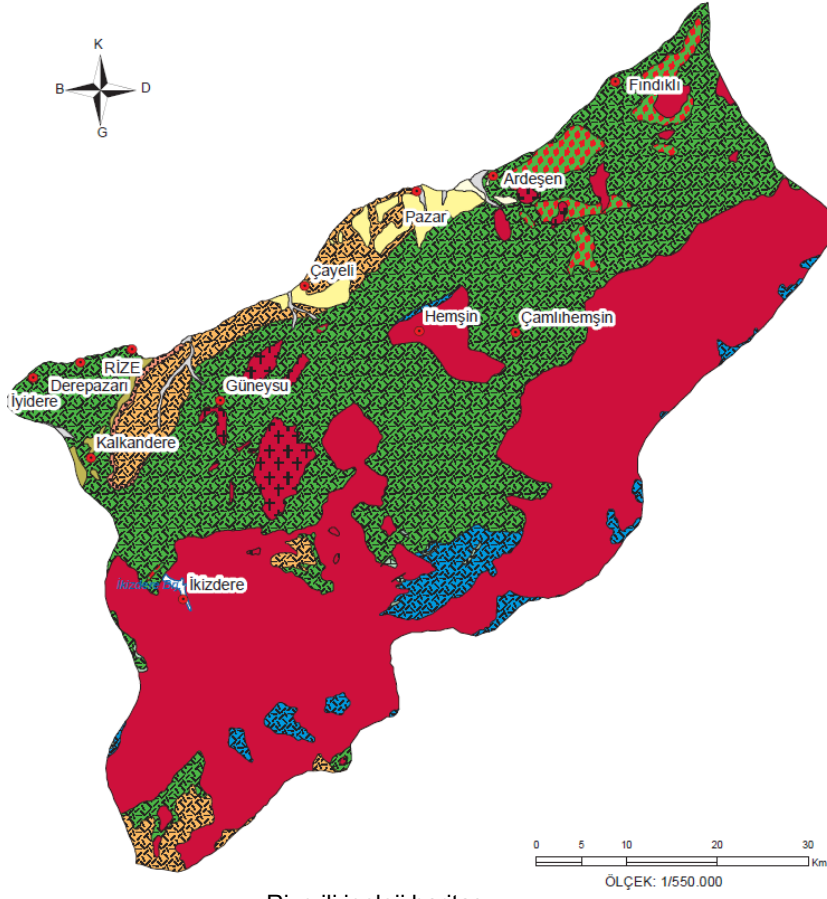 K
B
D
G
Fındıklı
Ardeşen
Pazar
Çayeli
Hemşin
Çamlıhemşin
RİZE
Derepazarı
İyidere
Güneysu
Kalkandere
İkizdere
0 5 10 20 30
Km
ÖLÇEK: 1/550.000